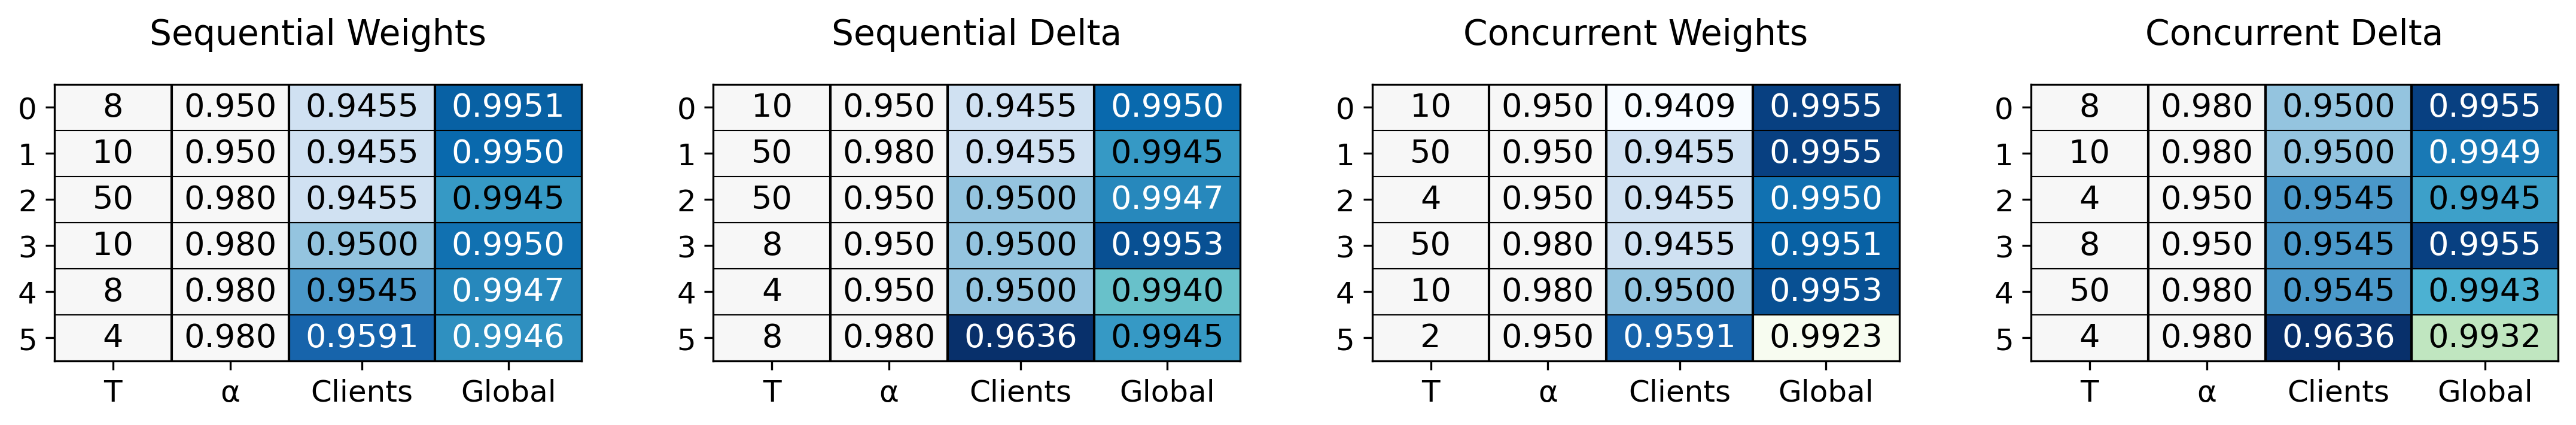 Sequential Weights
0 8 0.950 0.9455 0.9951
1 10 0.950 0.9455 0.9950
2 50 0.980 0.9455 0.9945
3 10 0.980 0.9500 0.9950
4 8 0.980 0.9545 0.9947
5 4 0.980 0.9591 0.9946
T α Clients Global
Sequential Delta
0 10 0.950 0.9455 0.9950
1 50 0.980 0.9455 0.9945
2 50 0.950 0.9500 0.9947
3 8 0.950 0.9500 0.9953
4 4 0.950 0.9500 0.9940
5 8 0.980 0.9636 0.9945
T α Clients Global
Concurrent Weights
0 10 0.950 0.9409 0.9955
1 50 0.950 0.9455 0.9955
2 4 0.950 0.9455 0.9950
3 50 0.980 0.9455 0.9951
4 10 0.980 0.9500 0.9953
5 2 0.950 0.9591 0.9923
T α Clients Global
Concurrent Delta
0 8 0.980 0.9500 0.9955
1 10 0.980 0.9500 0.9949
2 4 0.950 0.9545 0.9945
3 8 0.950 0.9545 0.9955
4 50 0.980 0.9545 0.9943
5 4 0.980 0.9636 0.9932
T α Clients Global